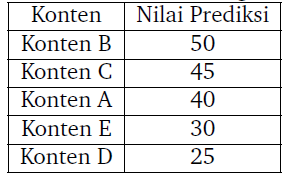 Konten Nilai Prediksi
Konten B 50
Konten C 45
Konten A 40
Konten E 30
Konten D 25